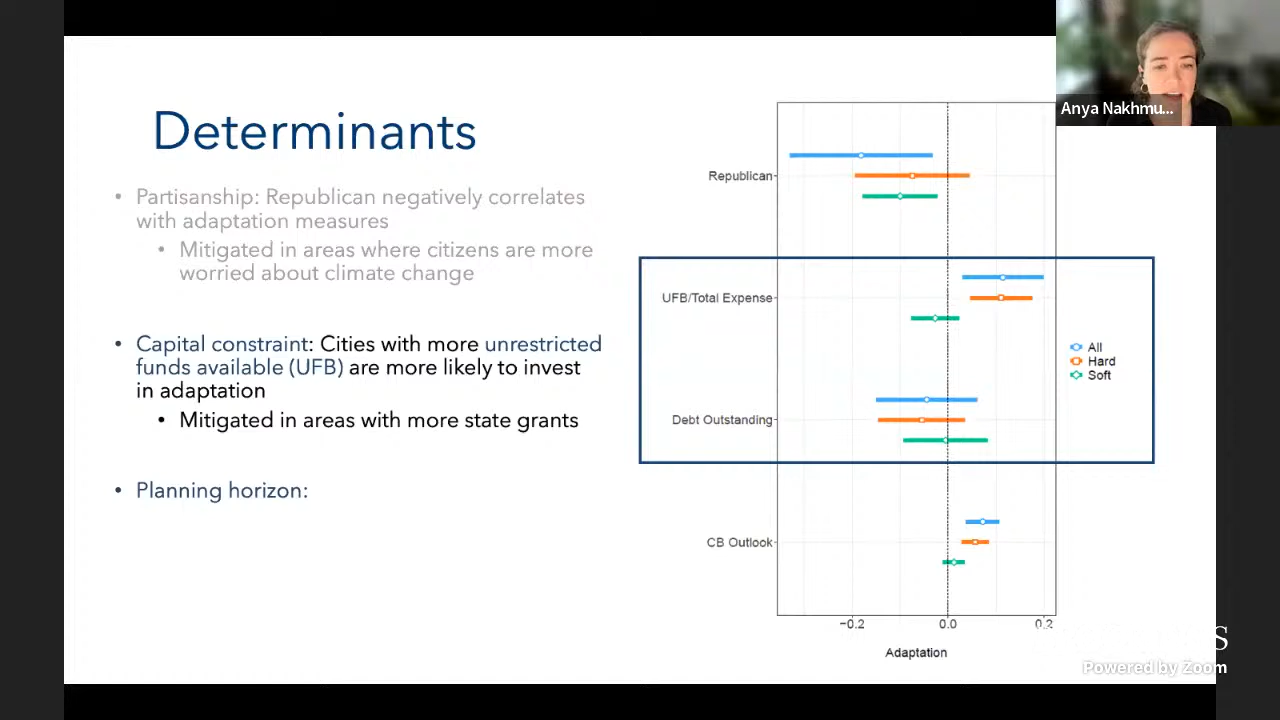 Anya Nakhmu...
Determinants
• Partisanship: Republican negatively correlates
with adaptation measures
• Mitigated in areas where citizens are more
worried about climate change
• Capital constraint: Cities with more unrestricted
funds available (UFB) are more likely to invest
in adaptation
• Mitigated in areas with more state grants
• Planning horizon:
Republican
UFB/Total Expense
Debt Outstanding
CB Outlook
−0.2
0.0
0.2
Adaptation
All
Hard
Soft
S
Powered by Zoom